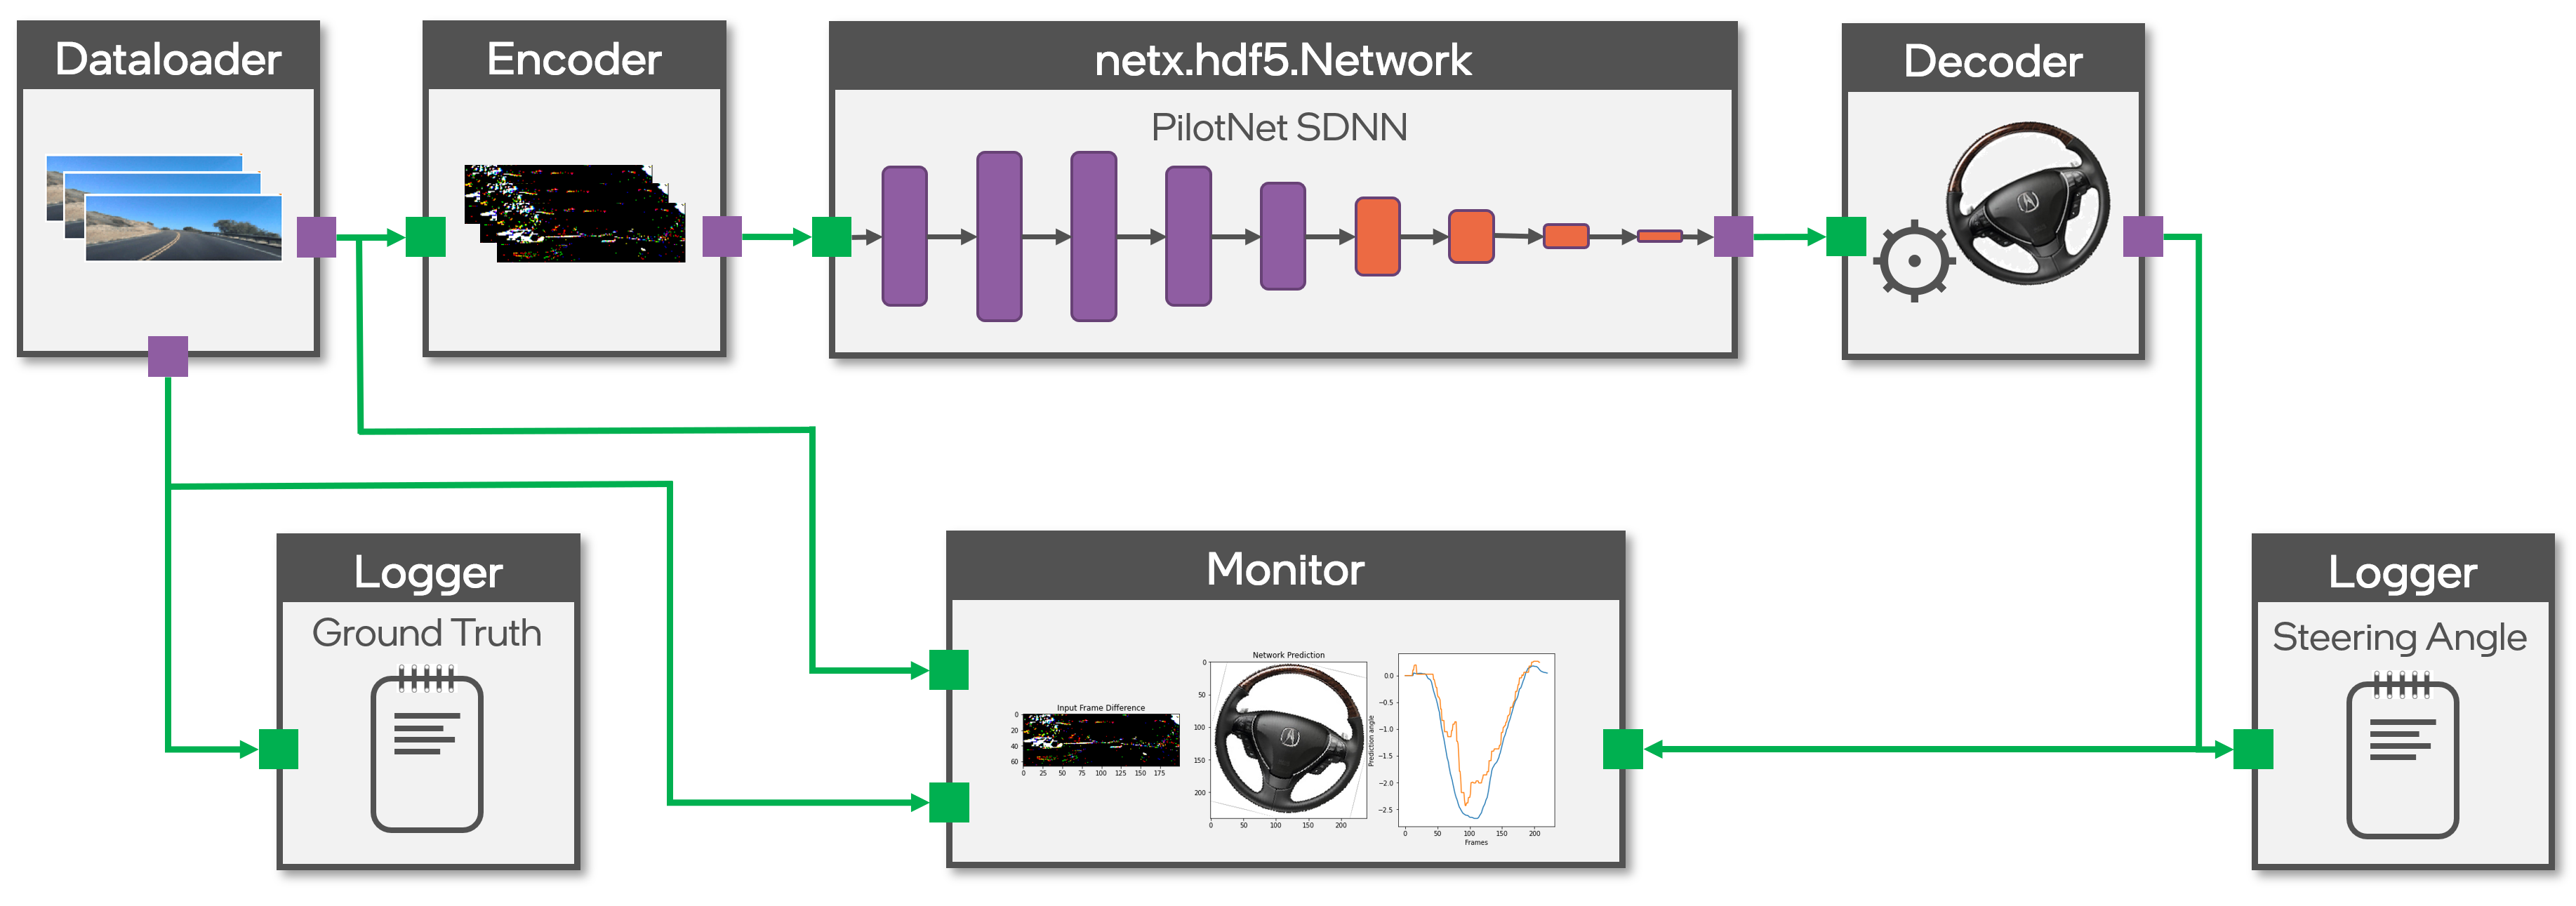 Dataloader
Encoder
netx.hdf5.Network
PilotNet SDNN
Decoder
Logger
Ground Truth
Monitor
Input Frame Difference
0
20
40
60
0 25 50 75 100 125 150 175
Network Prediction
0
50
100
150
200
0 50 100 150 200
Prediction angle
0.0
−0.5
−1.0
−1.5
−2.0
−2.5
0 50 100 150 200
Frames
Logger
Steering Angle